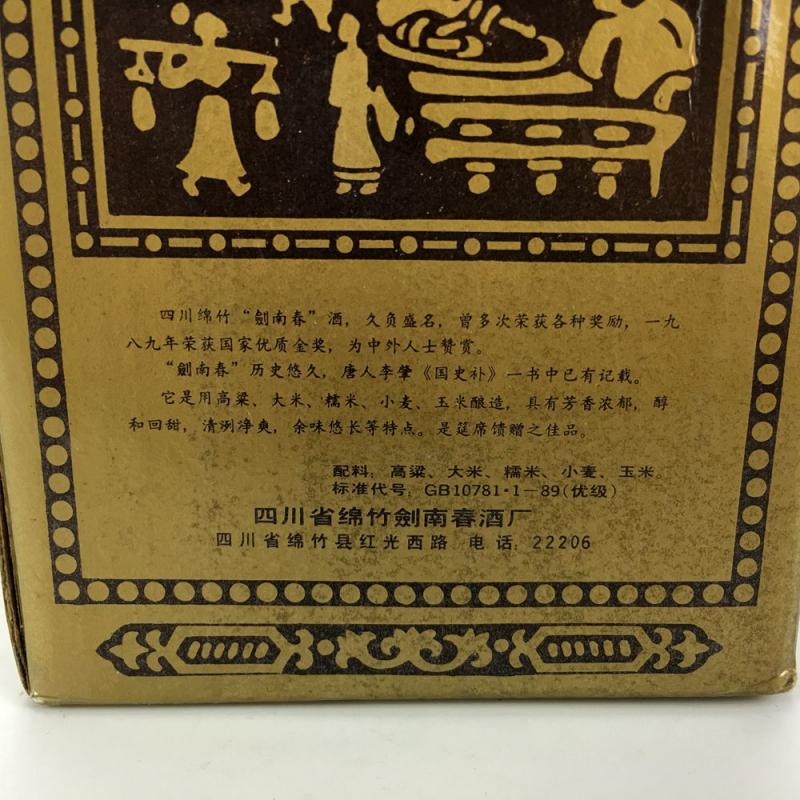 四川绵竹“劍南春”酒，久负盛名，曾多次荣获各种奖励，一九
八九年荣获国家优质金奖，为中外人士赞赏。
“劍南春”历史悠久，唐人李肇《国史补》一书中已有记载。
它是用高粱、大米、糯米、小麦、玉米酿造，具有芳香浓郁，醇
和回甜，清洌净爽，余味悠长等特点。是筵席馈赠之佳品。
配料：高粱、大米、糯米、小麦、玉米。
标准代号：GB10781·1—89(优级)
四川省绵竹劍南春酒厂
四川省绵竹县红光西路 电话：22206